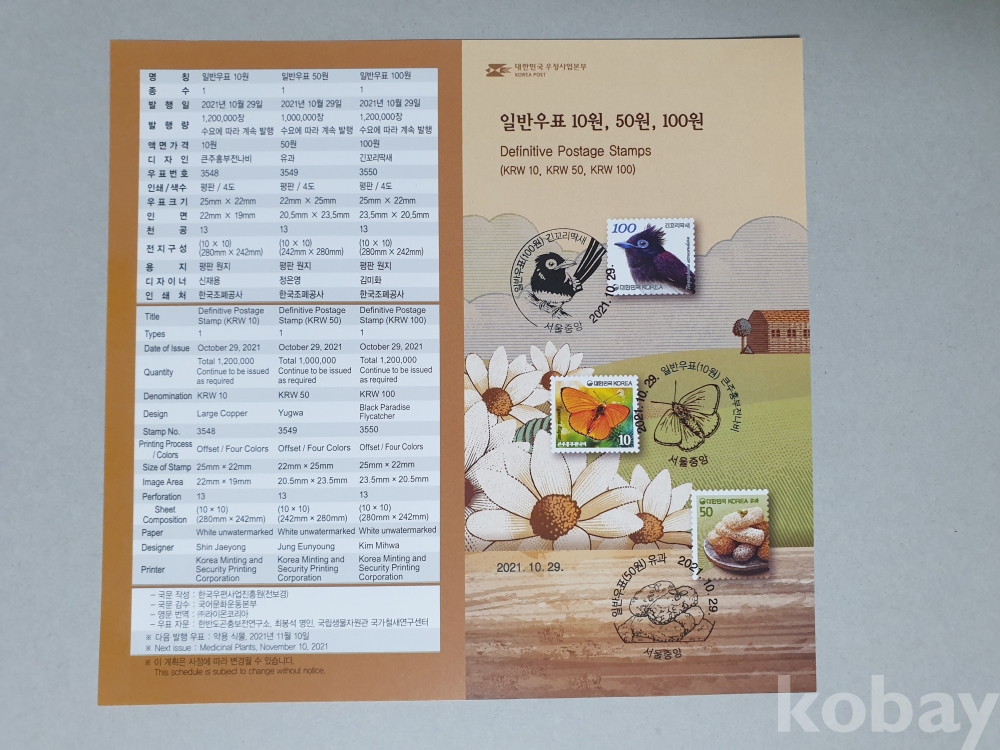 명 칭 일반우표 10원 일반우표 50원 일반우표 100원
종 수 1 1 1
발 행 일 2021년 10월 29일 2021년 10월 29일 2021년 10월 29일
발 행 량 1,200,000장 1,000,000장 1,200,000장
수요에 따라 계속 발행 수요에 따라 계속 발행 수요에 따라 계속 발행
액 면 가 격 10원 50원 100원
디 자 인 큰주홍부전나비 유과 긴꼬리딱새
우 표 번 호 3548 3549 3550
인쇄 / 색수 평판 / 4도 평판 / 4도 평판 / 4도
우 표 크 기 25mm × 22mm 22mm × 25mm 25mm × 22mm
인 면 22mm × 19mm 20.5mm × 23.5mm 23.5mm × 20.5mm
천 공 13 13 13
전 지 구 성 (10 × 10) (10 × 10) (10 × 10)
(280mm × 242mm) (242mm × 280mm) (280mm × 242mm)
용 지 평판 원지 평판 원지 평판 원지
디 자 이 너 신재용 정은영 김미화
인 쇄 처 한국조폐공사 한국조폐공사 한국조폐공사
Title Definitive Postage Definitive Postage Definitive Postage
Stamp (KRW 10) Stamp (KRW 50) Stamp (KRW 100)
Types 1 1 1
Date of Issue October 29, 2021 October 29, 2021 October 29, 2021
Quantity Total 1,200,000 Total 1,000,000 Total 1,200,000
Continue to be issued Continue to be issued Continue to be issued
as required as required as required
Denomination KRW 10 KRW 50 KRW 100
Design Large Copper Yugwa Black Paradise
Flycatcher
Stamp No. 3548 3549 3550
Printing Process
/ Colors Offset / Four Colors Offset / Four Colors Offset / Four Colors
Size of Stamp 25mm × 22mm 22mm × 25mm 25mm × 22mm
Image Area 22mm × 19mm 20.5mm × 23.5mm 23.5mm × 20.5mm
Perforation 13 13 13
Sheet (10 × 10) (10 × 10) (10 × 10)
Composition (280mm × 242mm) (242mm × 280mm) (280mm × 242mm)
Paper White unwatermarked White unwatermarked White unwatermarked
Designer Shin Jaeyong Jung Eunyoung Kim Mihwa
Printer Korea Minting and Korea Minting and Korea Minting and
Security Printing Security Printing Security Printing
Corporation Corporation Corporation
– 국문 작성 : 한국우편사업진흥원(전보경)
– 국문 감수 : 국어문화운동본부
– 영문 번역 : ㈜라이온코리아
– 우표 자문 : 한반도곤충보전연구소, 최봉석 명인, 국립생물자원관 국가철새연구센터
※ 다음 발행 우표 : 약용 식물, 2021년 11월 10일
※ Next issue : Medicinal Plants, November 10, 2021
※ 이 계획은 사정에 따라 변경될 수 있습니다.
This schedule is subject to change without notice.
대한민국 우정사업본부
KOREA POST
일반우표 10원, 50원, 100원
Definitive Postage Stamps
(KRW 10, KRW 50, KRW 100)
일반우표(100원) 긴꼬리딱새
서울중앙
2021. 10. 29.
100 긴꼬리딱새
대한민국 KOREA
대한민국 KOREA
10
큰주홍부전나비
2021. 10. 29.
일반우표(10원) 큰주홍부전나비
서울중앙
대한민국 KOREA 유과
50
2021. 10. 29.
2021. 10. 29.
일반우표(50원) 유과
서울중앙
kobay